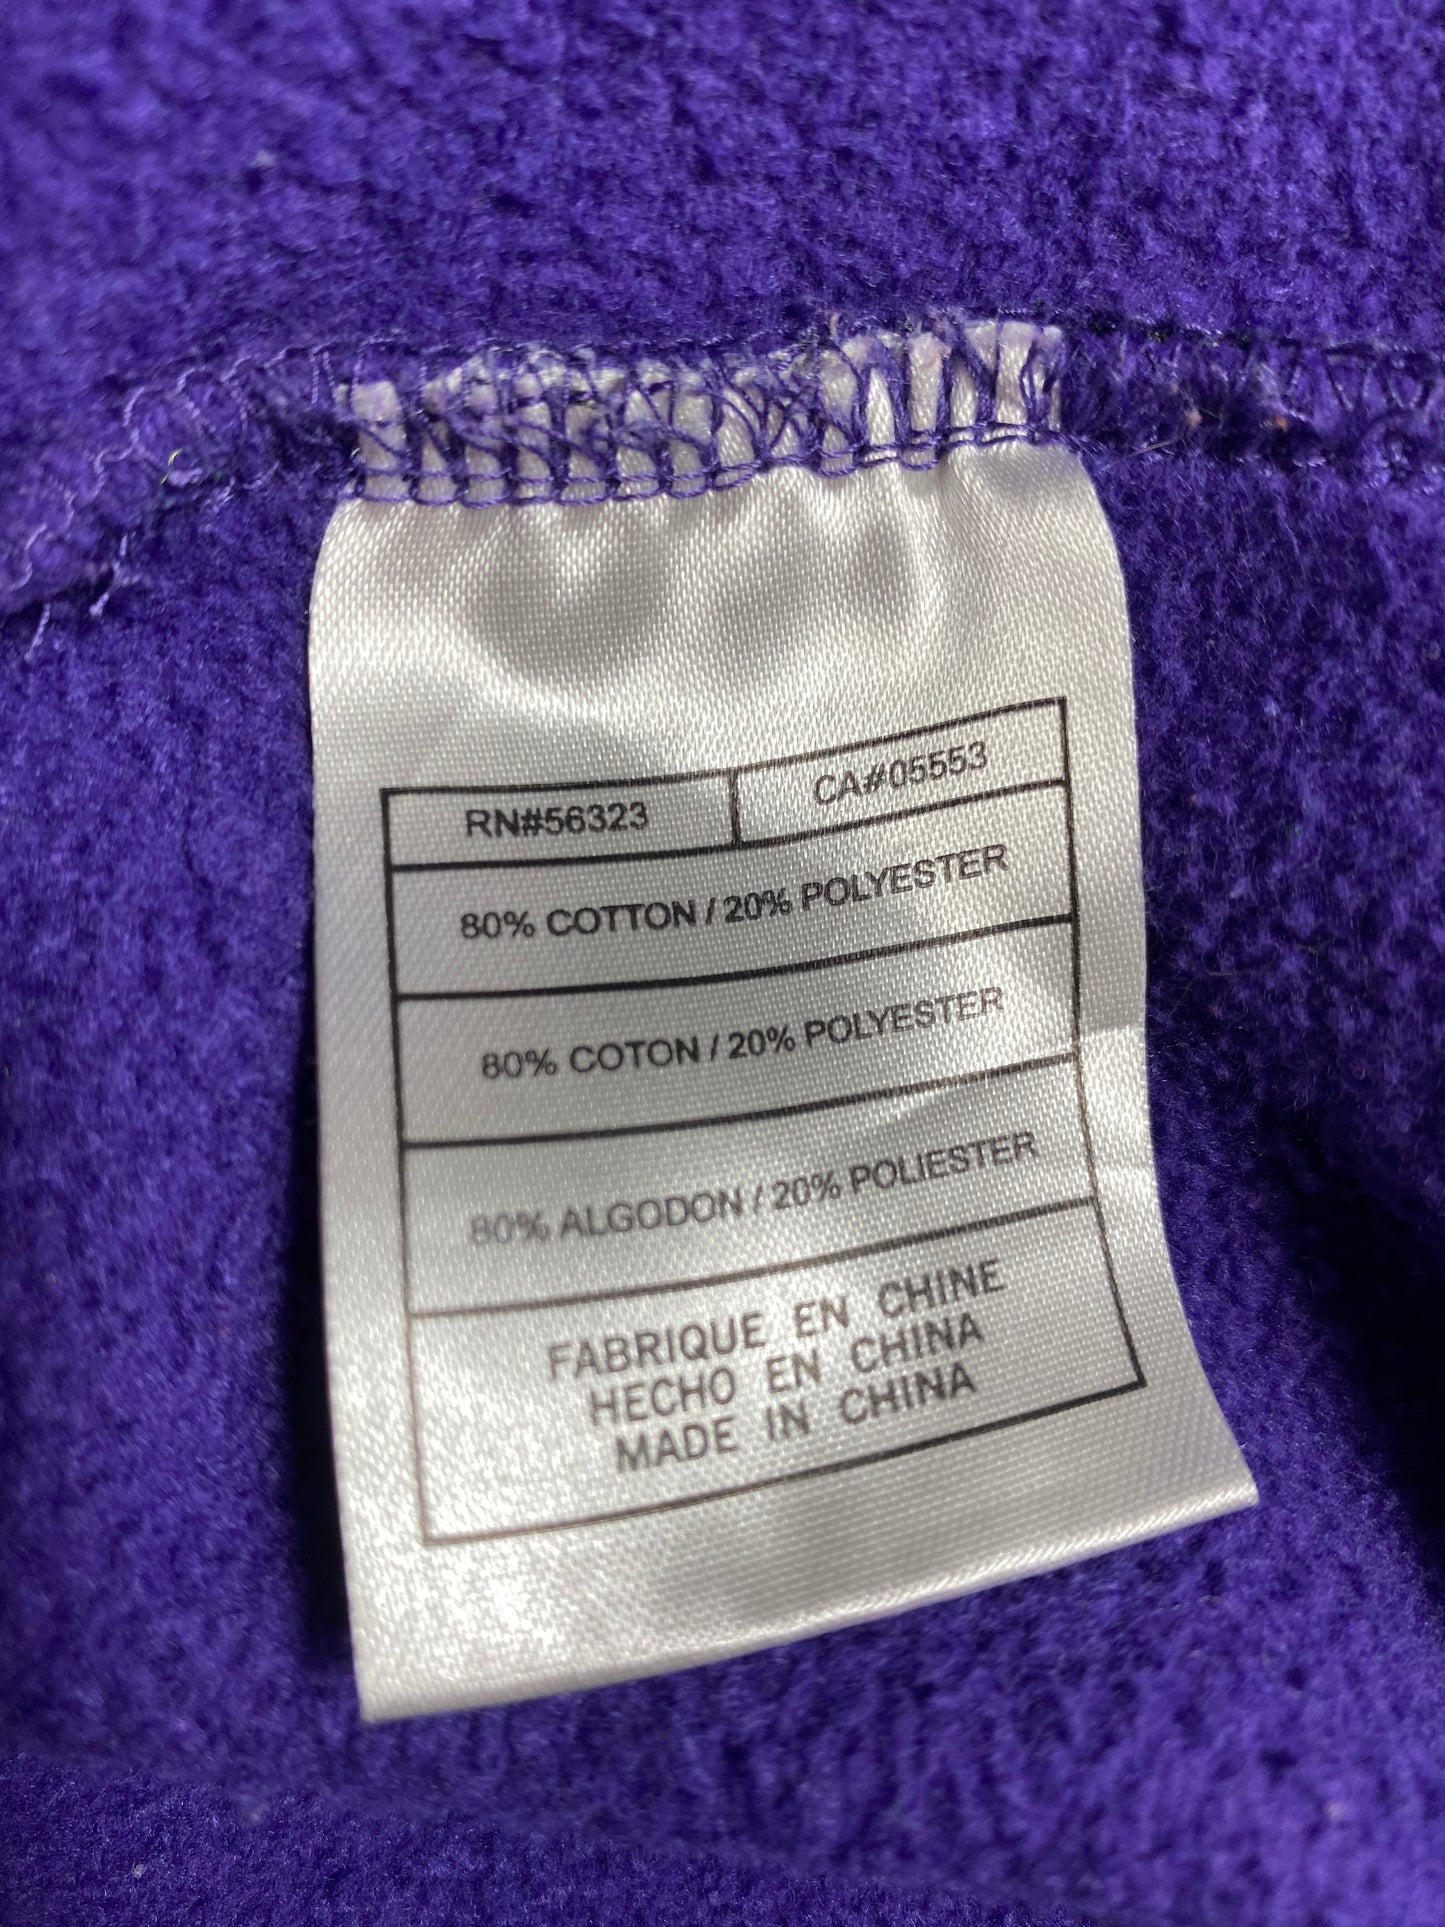 RN#56323 CA#05553
80% COTTON / 20% POLYESTER
80% COTON / 20% POLYESTER
80% ALGODON / 20% POLIESTER
FABRIQUE EN CHINE
HECHO EN CHINA
MADE IN CHINA